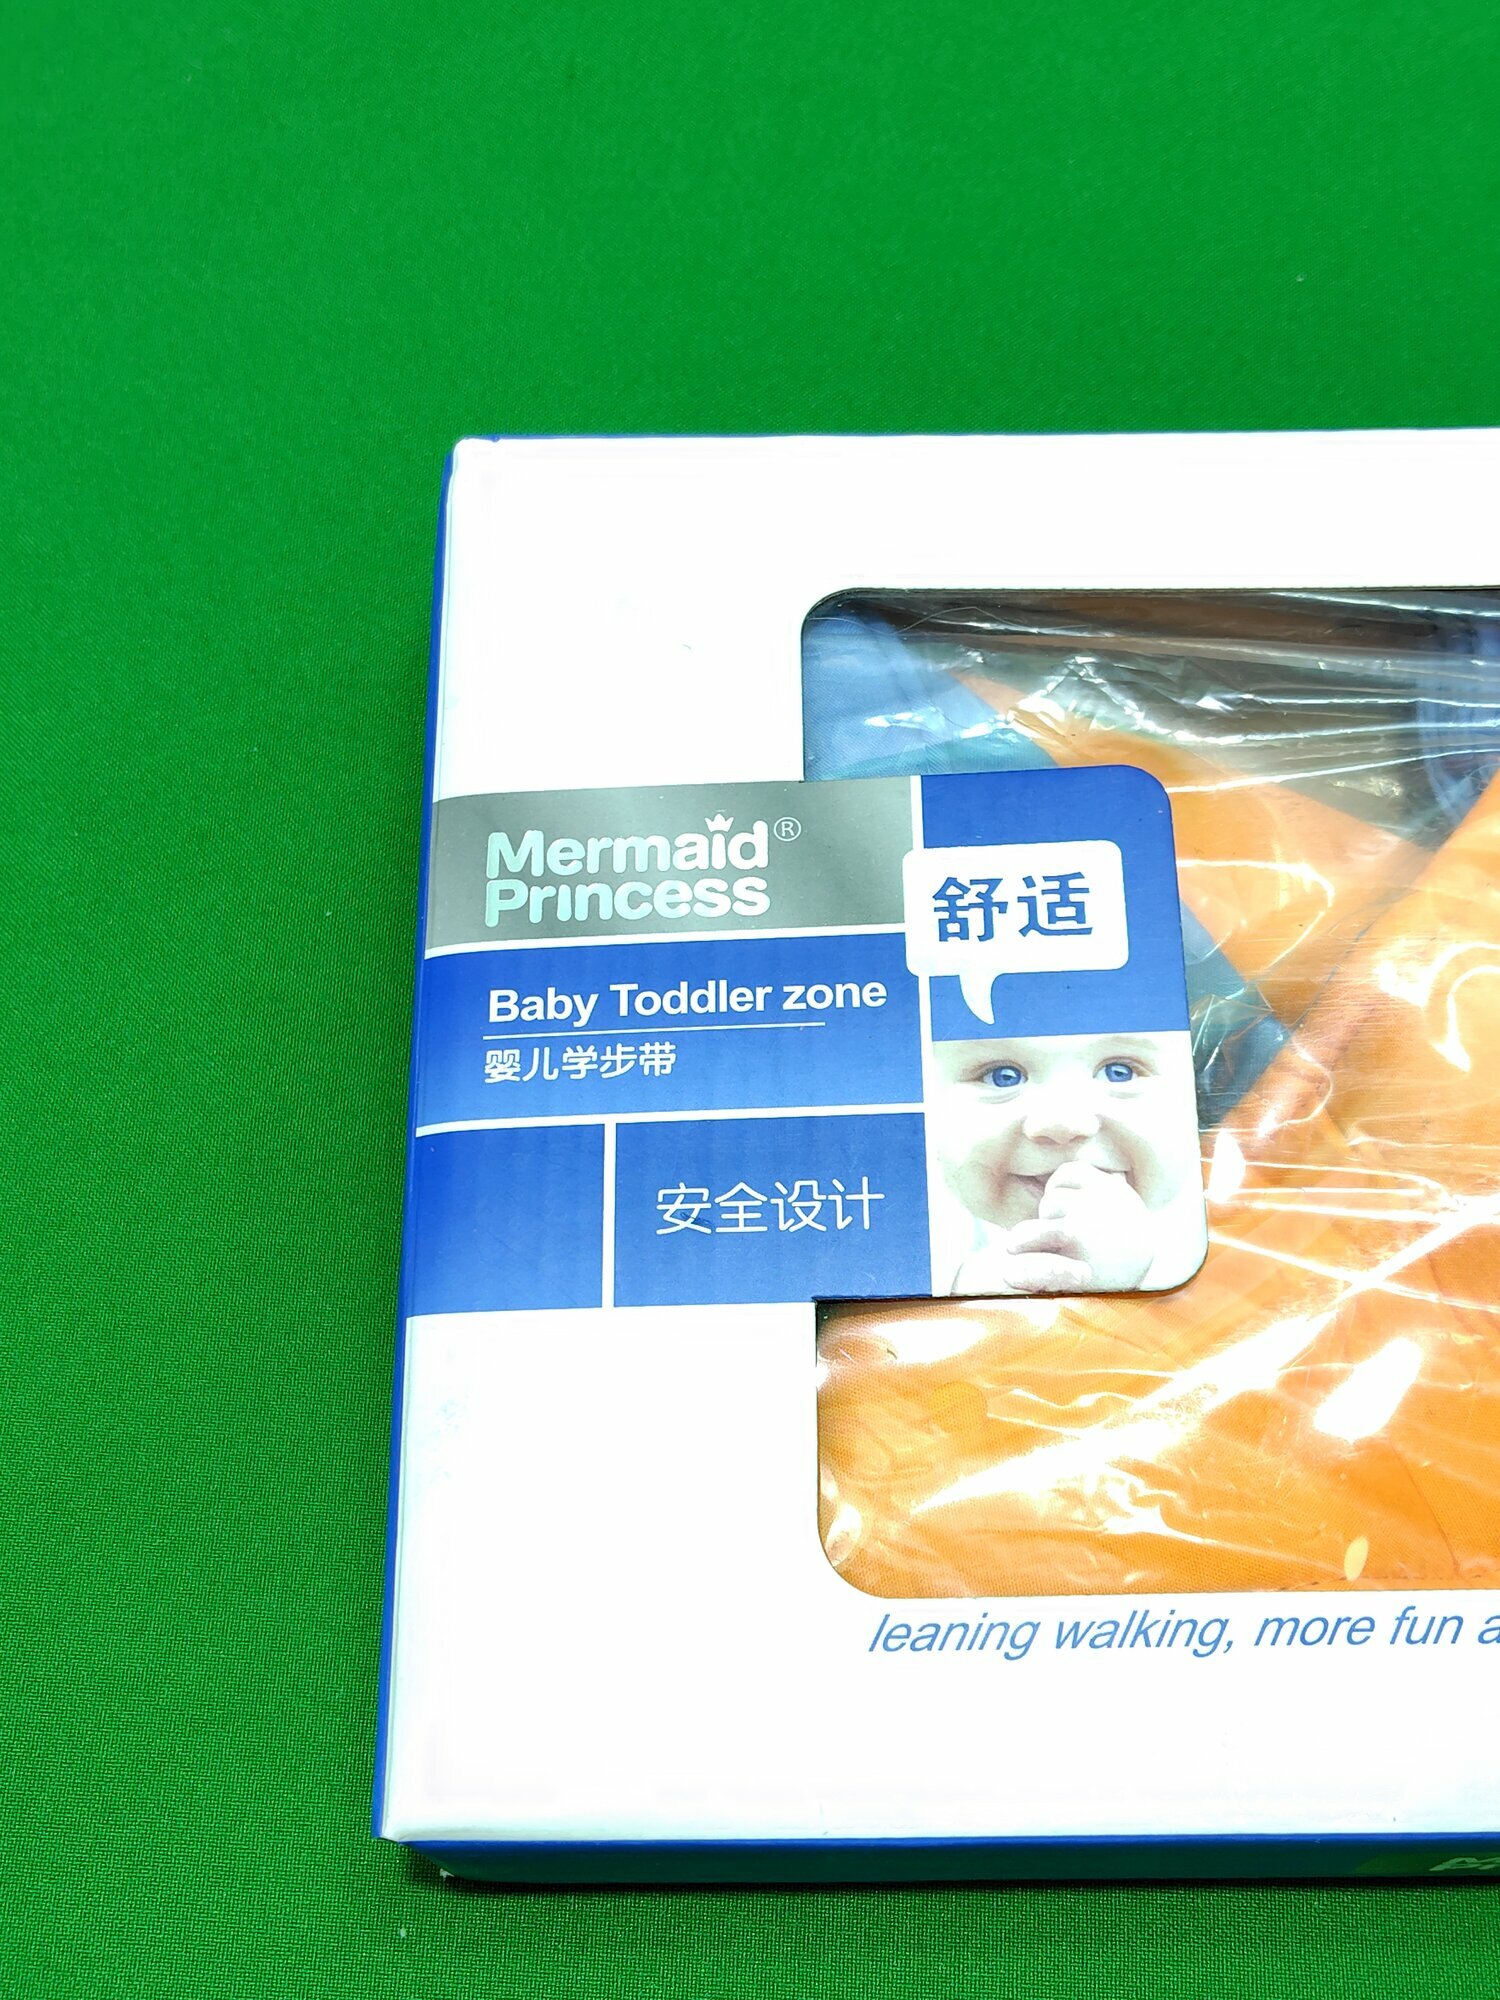 Mermaid®
Princess
舒适
Baby Toddler zone
婴儿学步带
安全设计
leaning walking, more fun